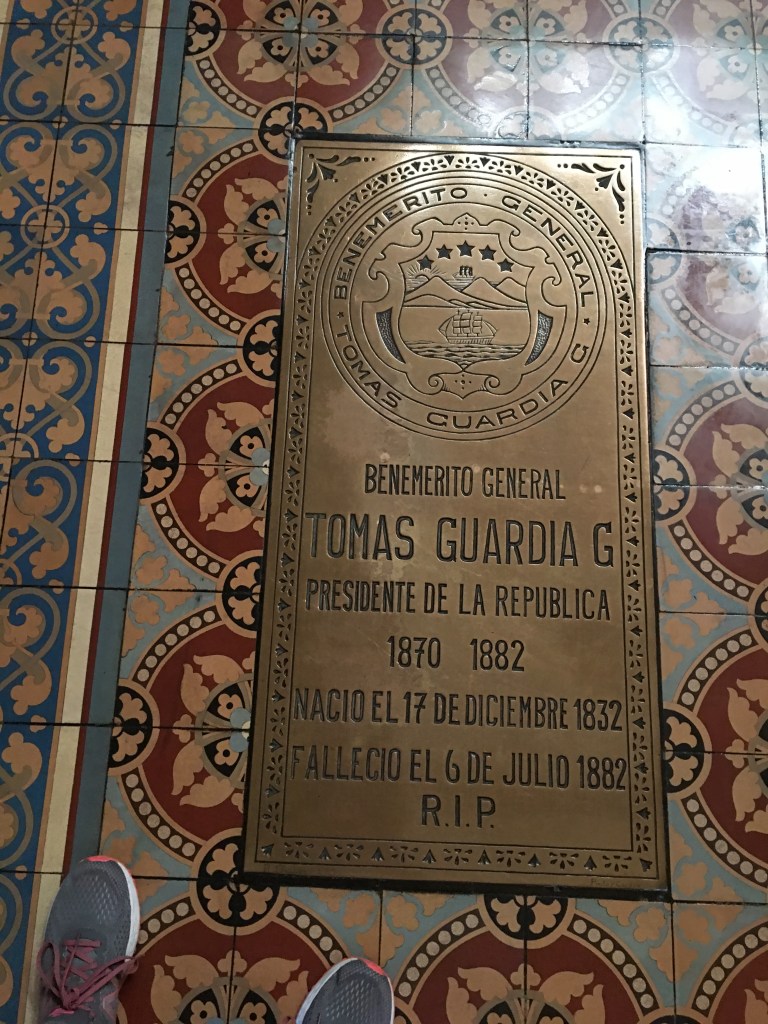 BENEMERITO · GENERAL
TOMAS GUARDIA G
BENEMERITO GENERAL
TOMAS GUARDIA G
PRESIDENTE DE LA REPUBLICA
1870 1882
NACIO EL 17 DE DICIEMBRE 1832
FALLECIO EL 6 DE JULIO 1882
R.I.P.